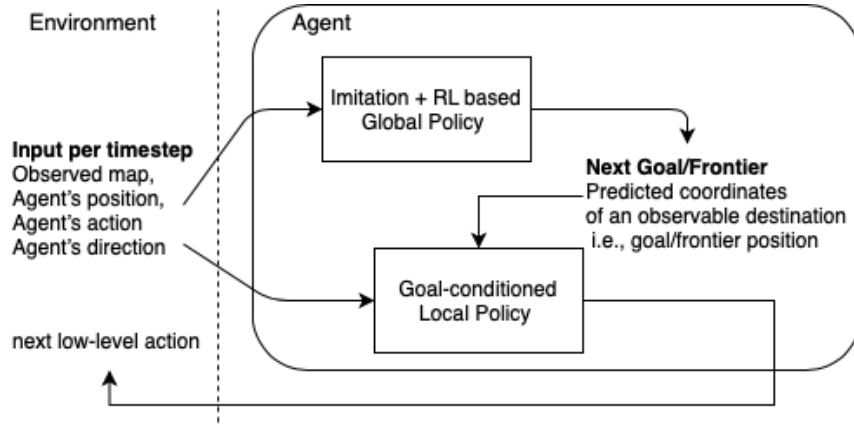 Environment
Agent
Imitation + RL based
Global Policy
Input per timestep
Observed map,
Agent's position,
Agent's action
Agent's direction
Next Goal/Frontier
Predicted coordinates
of an observable destination
i.e., goal/frontier position
Goal-conditioned
Local Policy
next low-level action